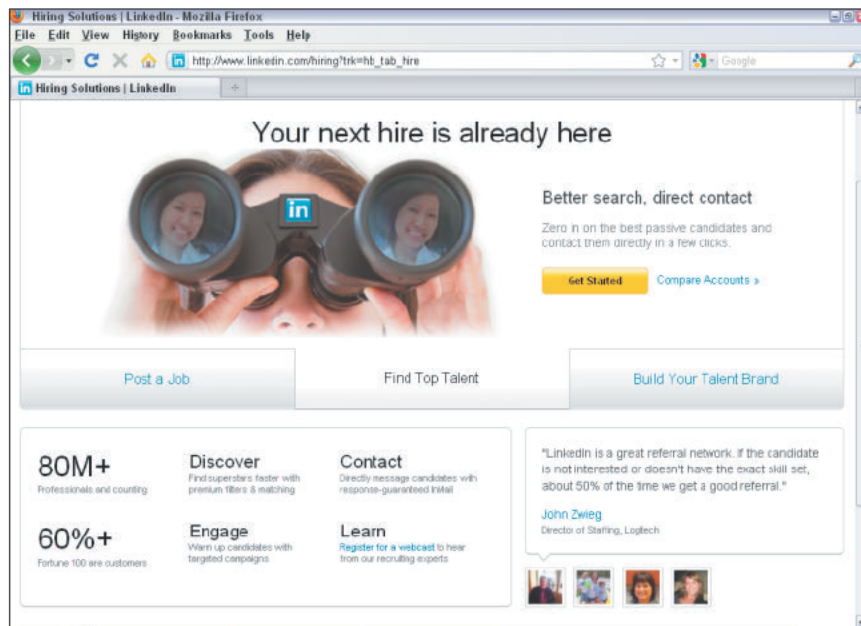 Hiring Solutions | LinkedIn - Mozilla Firefox
File Edit View History Bookmarks Tools Help
http://www.linkedin.com/hiring?trk=hb_tab_hire
Google
Hiring Solutions | LinkedIn
Your next hire is already here
in
Better search, direct contact
Zero in on the best passive candidates and
contact them directly in a few clicks.
Get Started Compare Accounts »
Post a Job Find Top Talent Build Your Talent Brand
80M+
Professionals and counting
Discover
Find superstars faster with
premium filters & matching
Contact
Directly message candidates with
response-guaranteed InMail
60%+
Fortune 100 are customers
Engage
Warm up candidates with
targeted campaigns
Learn
Register for a webcast to hear
from our recruiting experts
"LinkedIn is a great referral network. If the candidate
is not interested or doesn't have the exact skill set,
about 50% of the time we get a good referral."
John Zwieg
Director of Staffing, Logtech